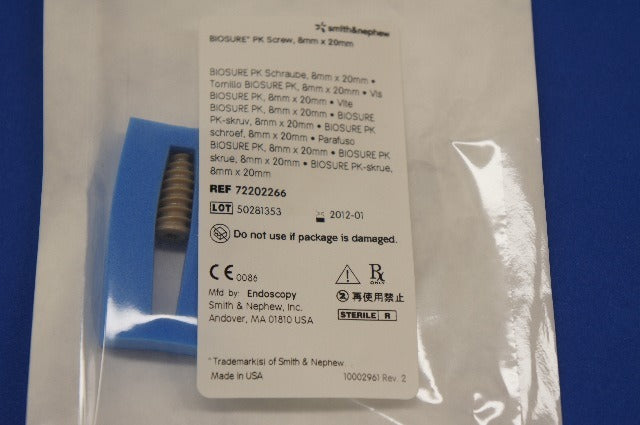 smith&nephew
BIOSURE* PK Screw, 8mm x 20mm
BIOSURE PK Schraube, 8mm x 20mm •
Tornillo BIOSURE PK, 8mm x 20mm • Vis
BIOSURE PK, 8mm x 20mm • Vite
BIOSURE PK, 8mm x 20mm • BIOSURE
PK-skruv, 8mm x 20mm • BIOSURE PK
schroef, 8mm x 20mm • Parafuso
BIOSURE PK, 8mm x 20mm • BIOSURE PK
skrue, 8mm x 20mm • BIOSURE PK-skrue,
8mm x 20mm
REF 72202266
LOT 50281353 2012-01
Do not use if package is damaged.
CE 0086
Rx ONLY
Mfd by: Endoscopy
Smith & Nephew, Inc.
Andover, MA 01810 USA
2 再使用禁止
STERILE R
*Trademark(s) of Smith & Nephew
Made in USA 10002961 Rev. 2